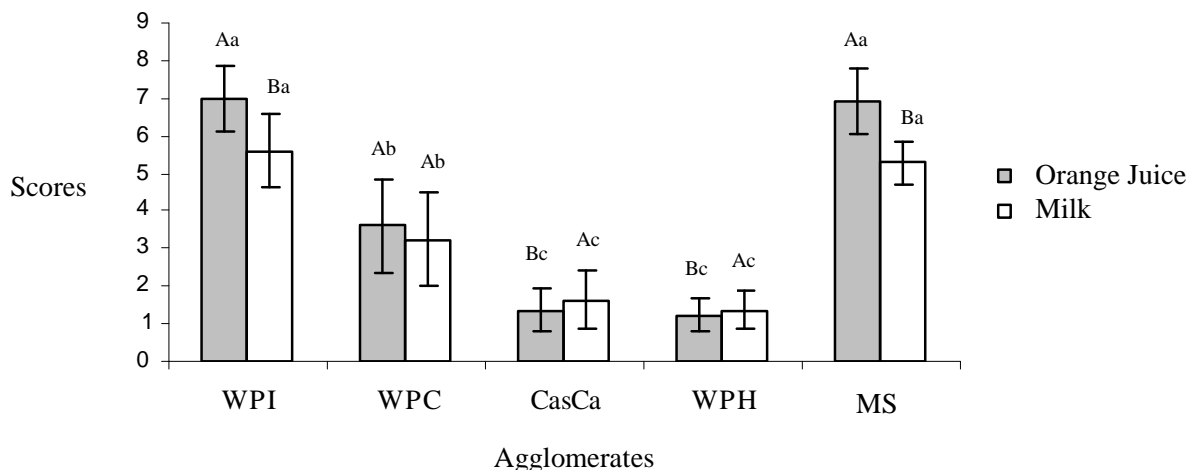 9
Aa
Aa
8
Ba
7
Ba
6
Ab
Ab
5
Scores
Orange Juice
4
Milk
3
Bc
Ac
Bc
Ac
2
1
0
WPI
WPC
CasCa
WPH
MS
Agglomerates